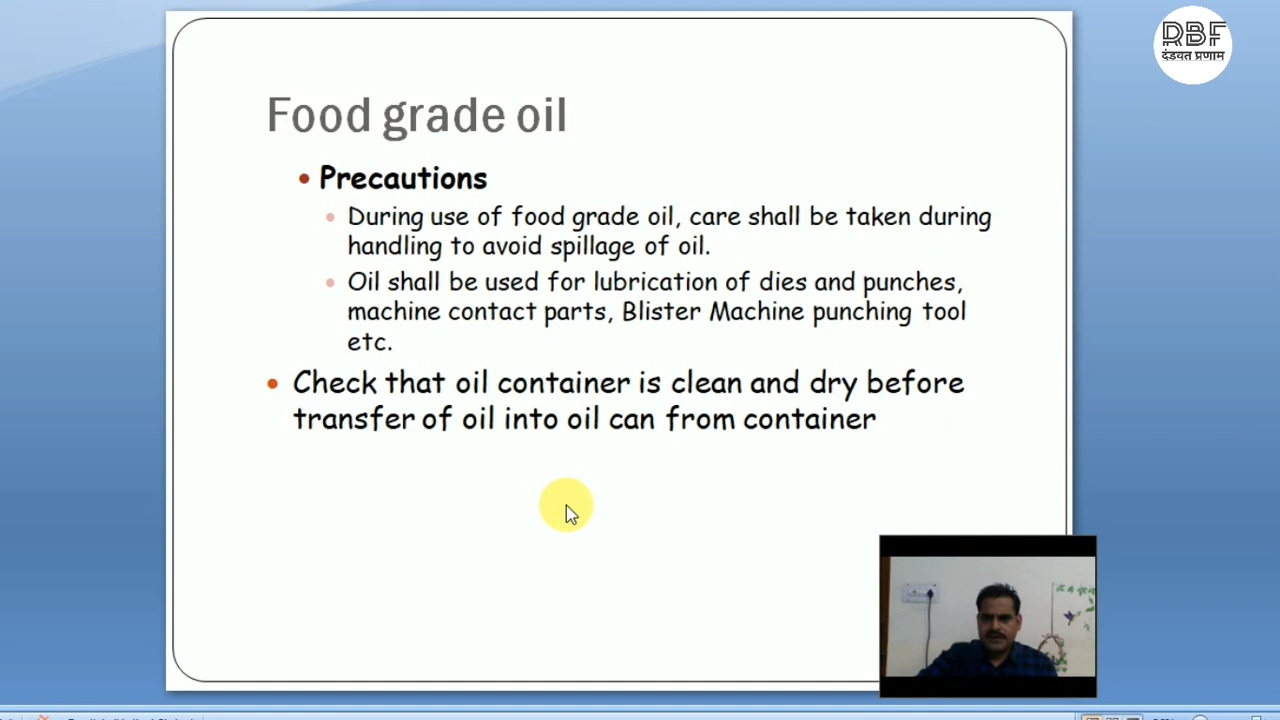 RBF
दंडवत प्रणाम
Food grade oil
Precautions
During use of food grade oil, care shall be taken during
handling to avoid spillage of oil.
Oil shall be used for lubrication of dies and punches,
machine contact parts, Blister Machine punching tool
etc.
Check that oil container is clean and dry before
transfer of oil into oil can from container